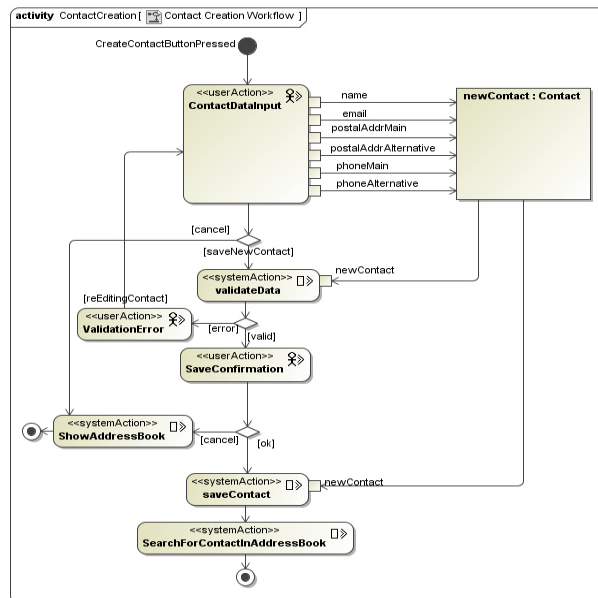 activity ContactCreation [ Contact Creation Workflow ]
CreateContactButtonPressed
<<userAction>>
ContactDataInput
name
email
postalAddrMain
postalAddrAlternative
phoneMain
phoneAlternative
newContact : Contact
[cancel]
[saveNewContact]
<<systemAction>>
validateData
newContact
[reEditingContact]
<<userAction>>
ValidationError
[error]
[valid]
<<userAction>>
SaveConfirmation
<<systemAction>>
ShowAddressBook
[cancel]
[ok]
<<systemAction>>
saveContact
newContact
<<systemAction>>
SearchForContactInAddressBook